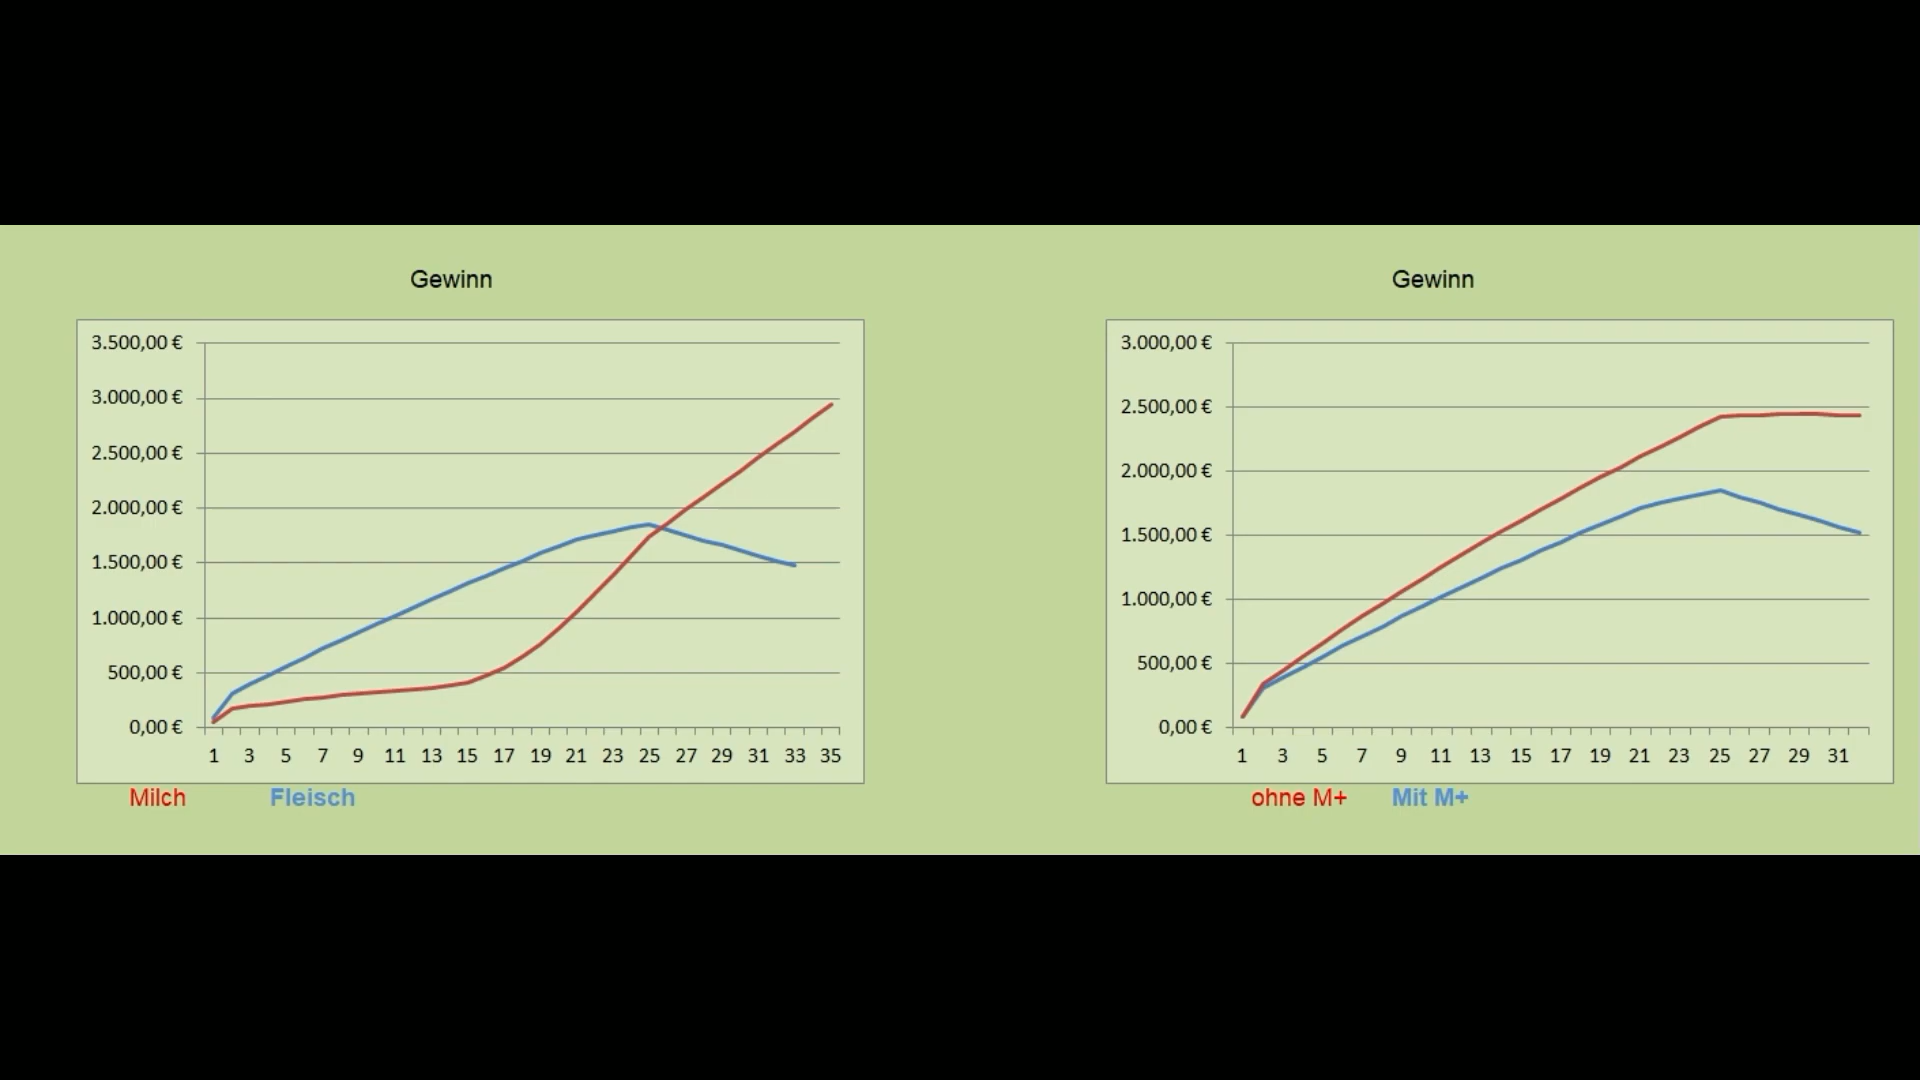 Gewinn
3.500,00 €
3.000,00 €
2.500,00 €
2.000,00 €
1.500,00 €
1.000,00 €
500,00 €
0,00 €
1 3 5 7 9 11 13 15 17 19 21 23 25 27 29 31 33 35
Milch Fleisch
Gewinn
3.000,00 €
2.500,00 €
2.000,00 €
1.500,00 €
1.000,00 €
500,00 €
0,00 €
1 3 5 7 9 11 13 15 17 19 21 23 25 27 29 31
ohne M+ Mit M+